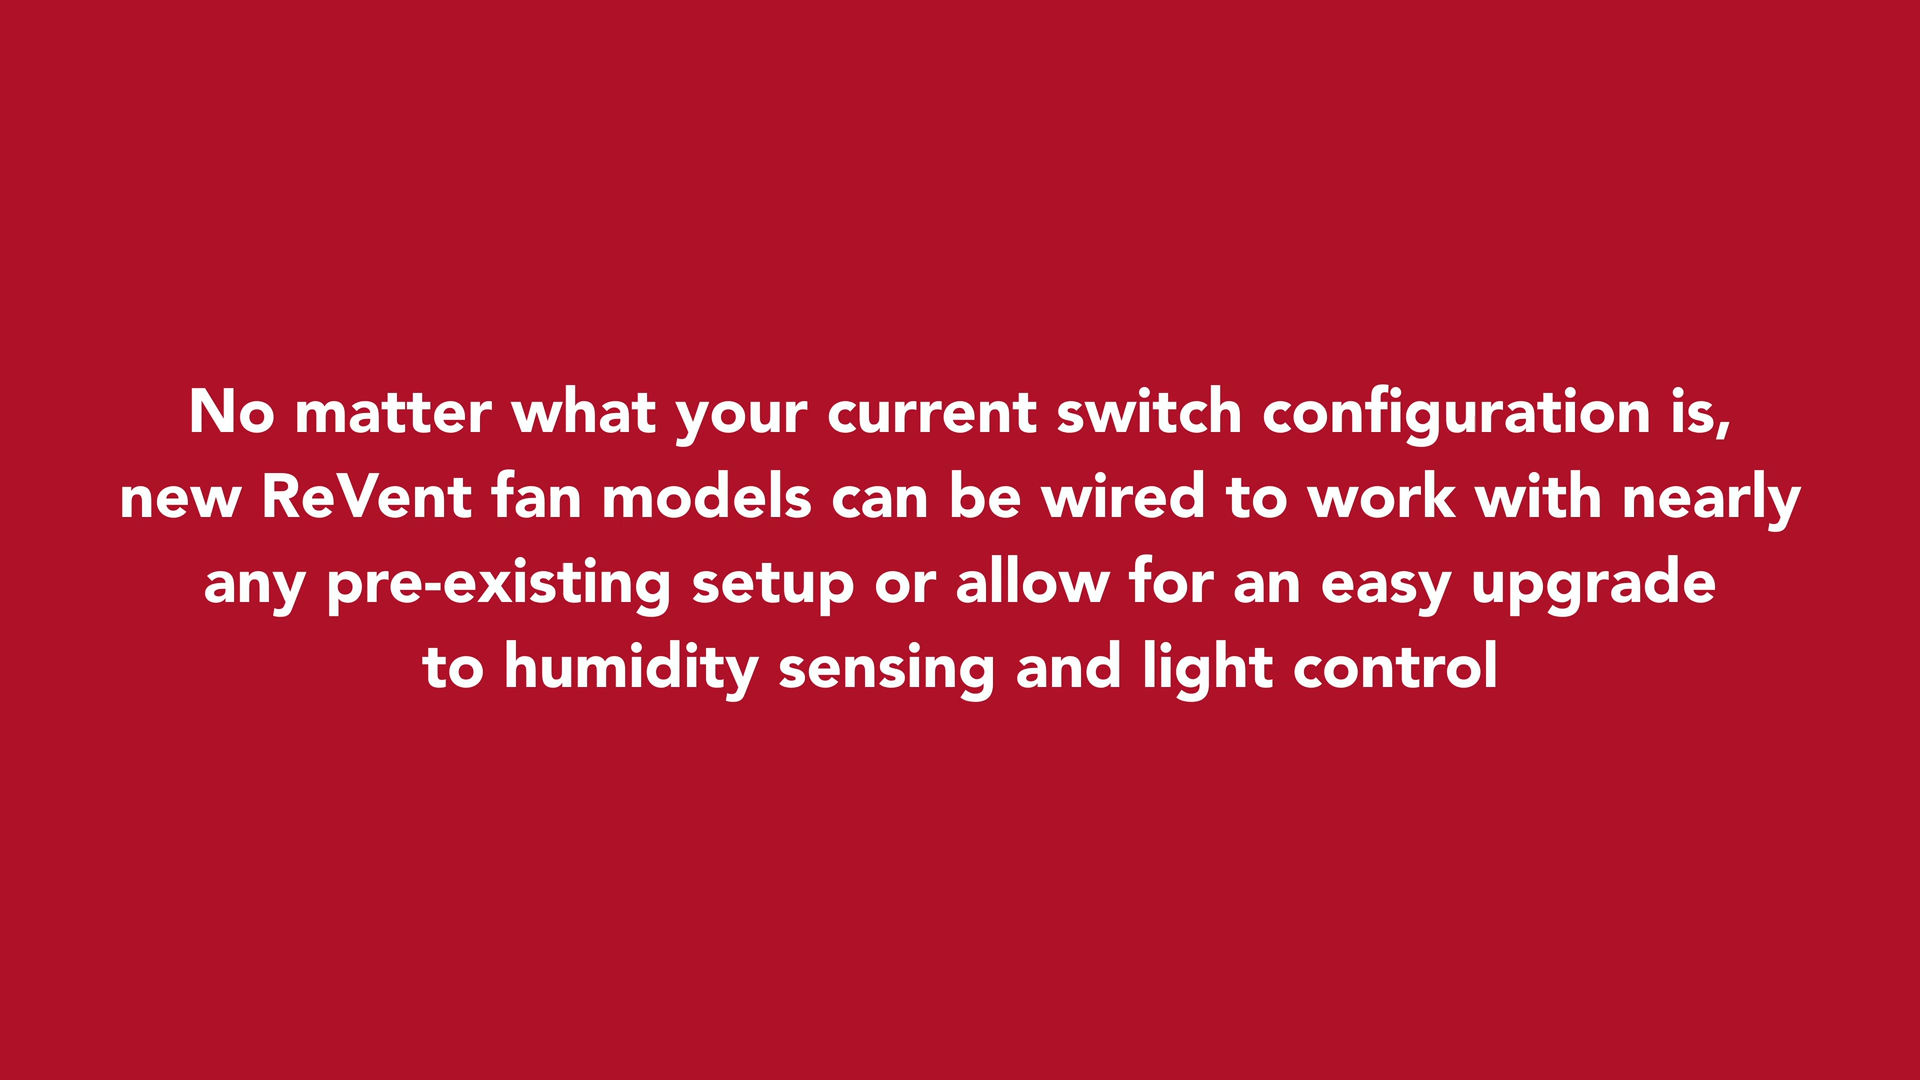 No matter what your current switch configuration is,
new ReVent fan models can be wired to work with nearly
any pre-existing setup or allow for an easy upgrade
to humidity sensing and light control